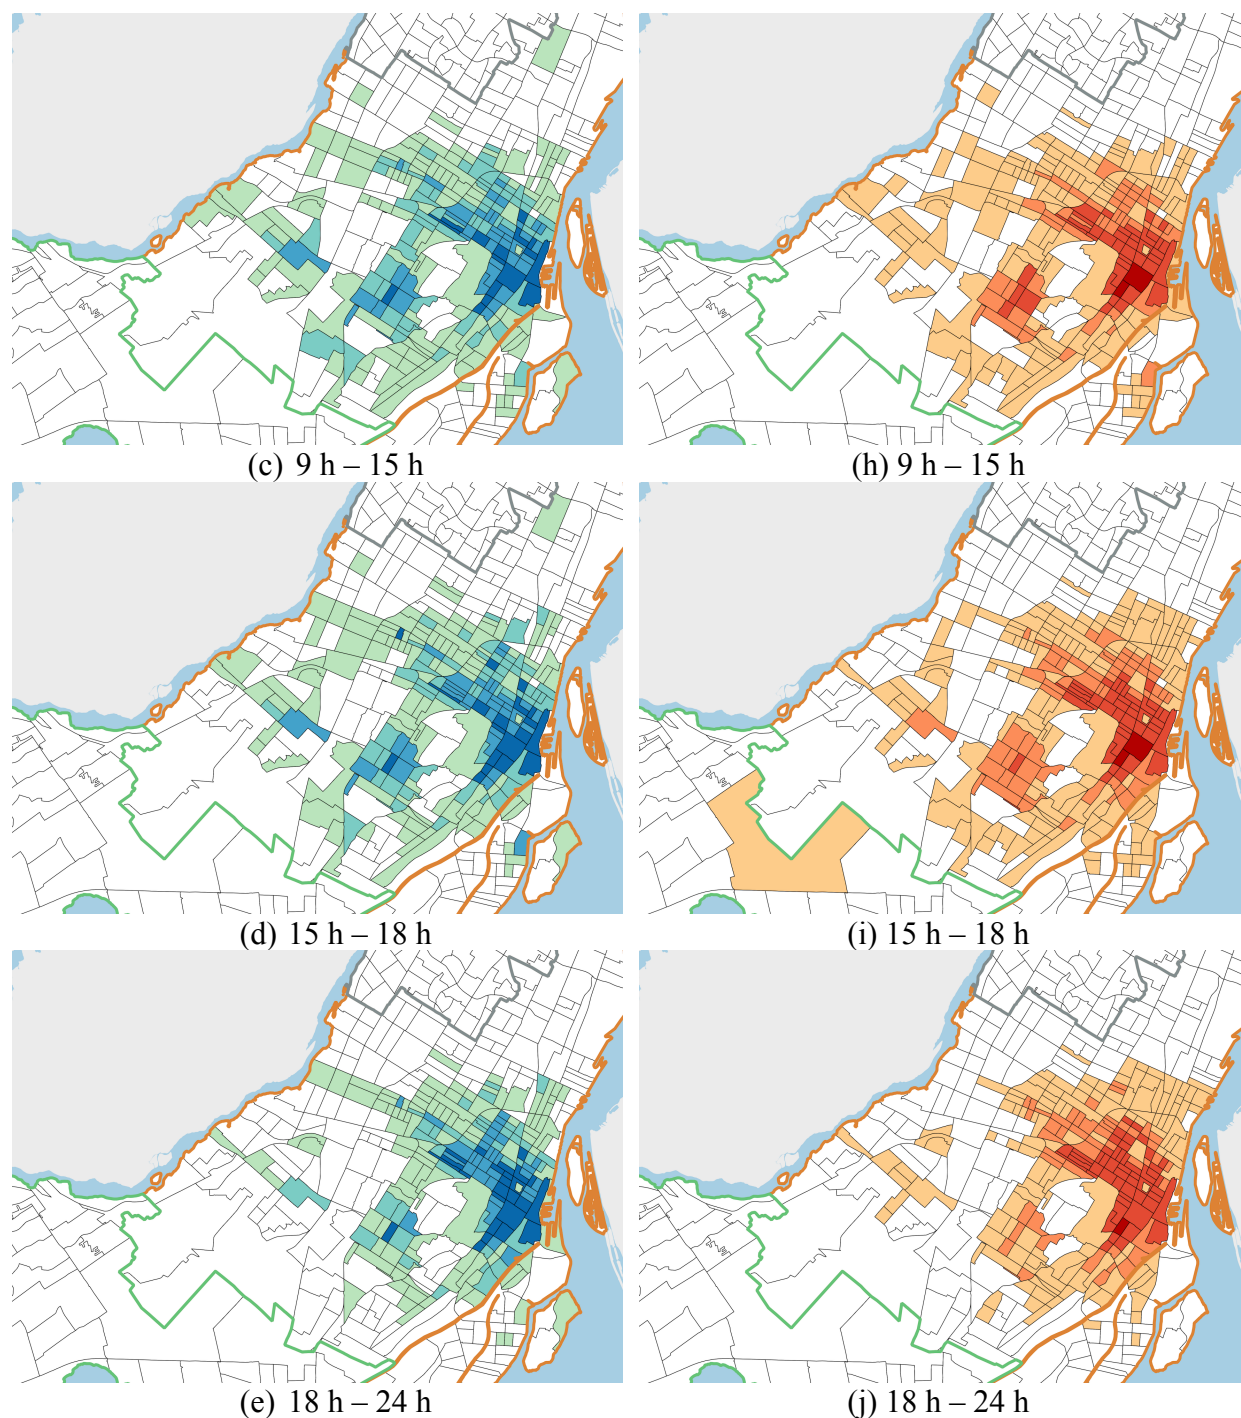 (c) 9 h – 15 h
(h) 9 h – 15 h
(d) 15 h – 18 h
(i) 15 h – 18 h
(e) 18 h – 24 h
(j) 18 h – 24 h